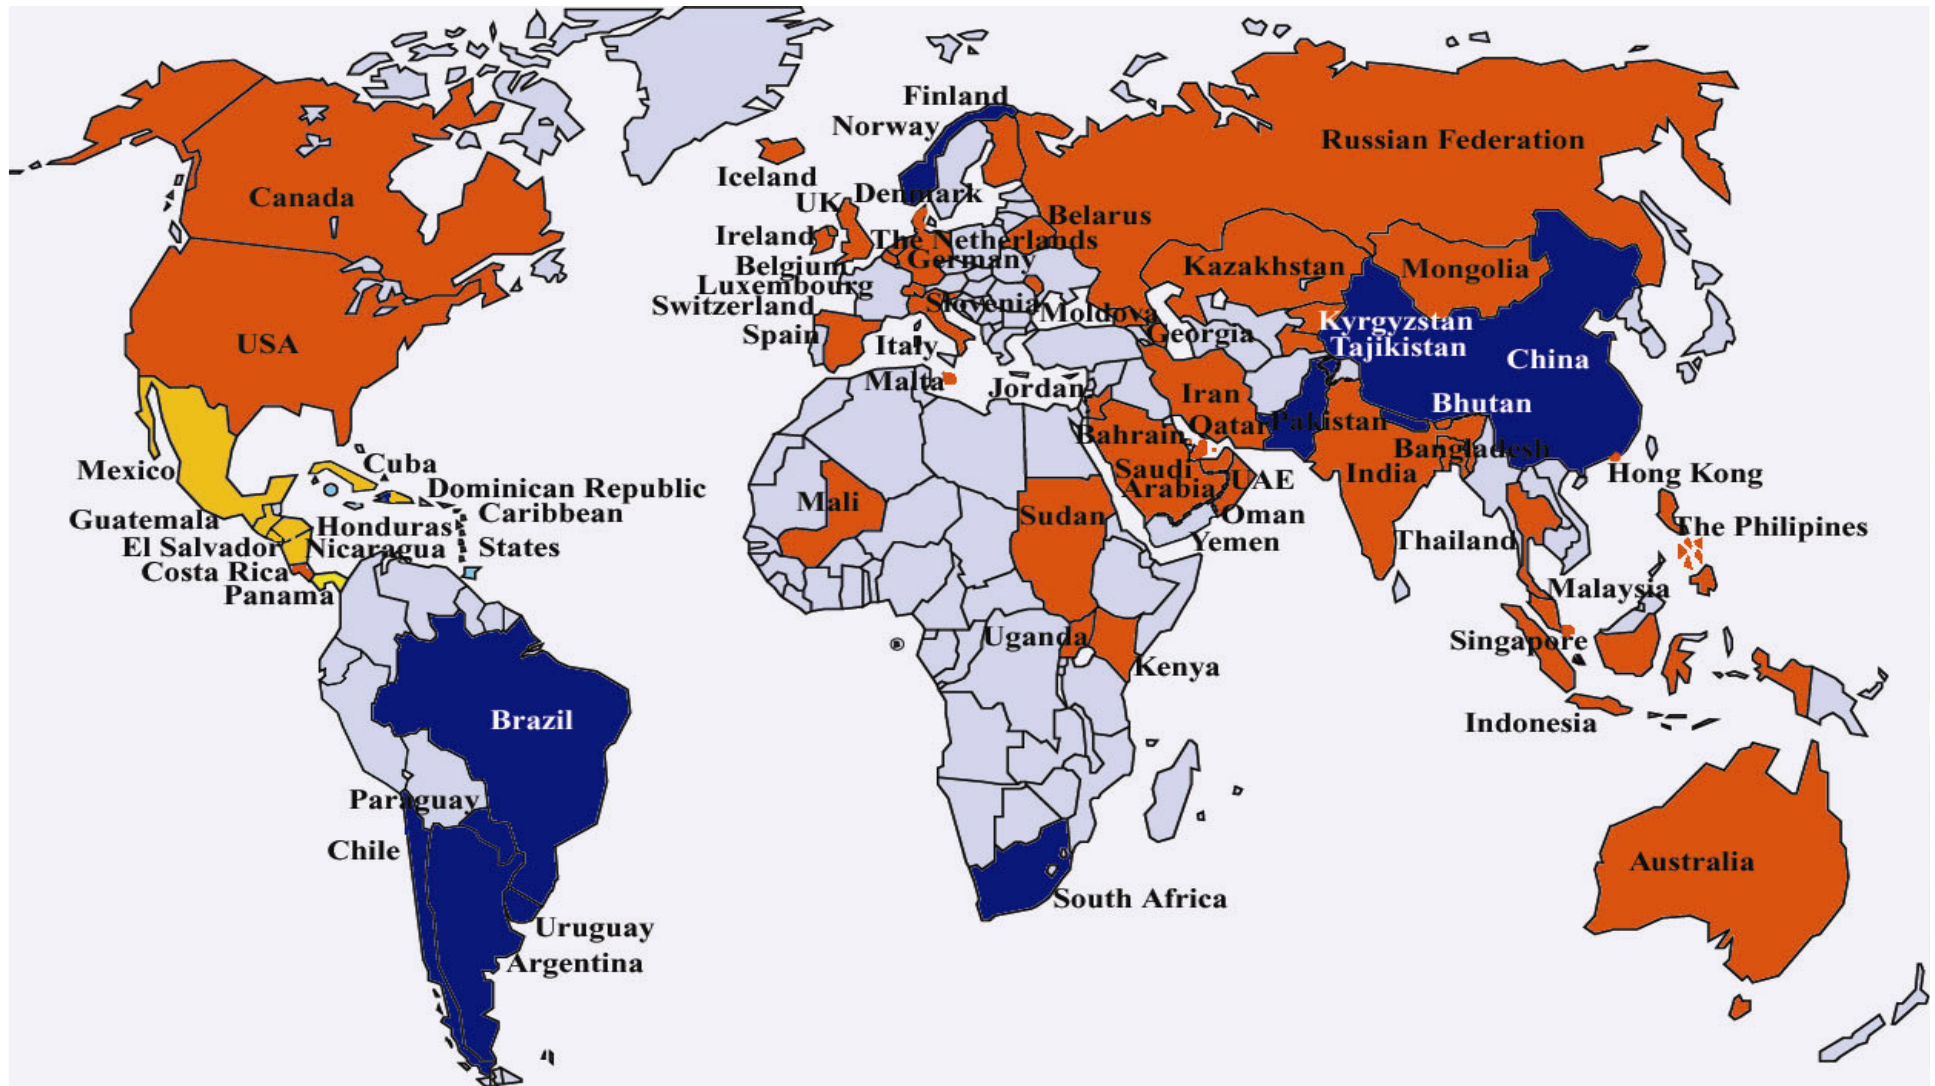 Finland
Norway
Russian Federation
Iceland
Canada
Denmark
UK
Belarus
Ireland
The Netherlands
Germany
Belgium
Kazakhstan
Mongolia
Luxembourg
Switzerland
Slovenia
Moldova
Kyrgyzstan
Spain
Georgia
USA
Italy
Tajikistan
China
Malta
Jordan
Iran
Bhutan
Qatar
Pakistan
Bahrain
Bangladesh
Mexico
Cuba
Saudi
Arabia
India
Hong Kong
UAE
Dominican Republic
Mali
Caribbean
States
Sudan
Oman
Guatemala
Honduras
The Philipines
El Salvador
Nicaragua
Yemen
Thailand
Costa Rica
Panama
Malaysia
Uganda
Singapore
Kenya
Brazil
Indonesia
Paraguay
Chile
Australia
South Africa
Uruguay
Argentina